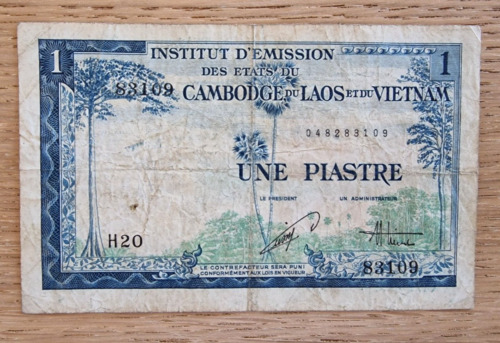 1 INSTITUT D'EMISSION 1
DES ETATS DU
83109 CAMBODGE DU LAOS ET DU VIETNAM
048283109
UNE PIASTRE
LE PRESIDENT UN ADMINISTRATEUR
H20
LE CONTREFACTEUR SERA PUNI
CONFORMÉMENT AUX LOIS EN VIGUEUR
83109